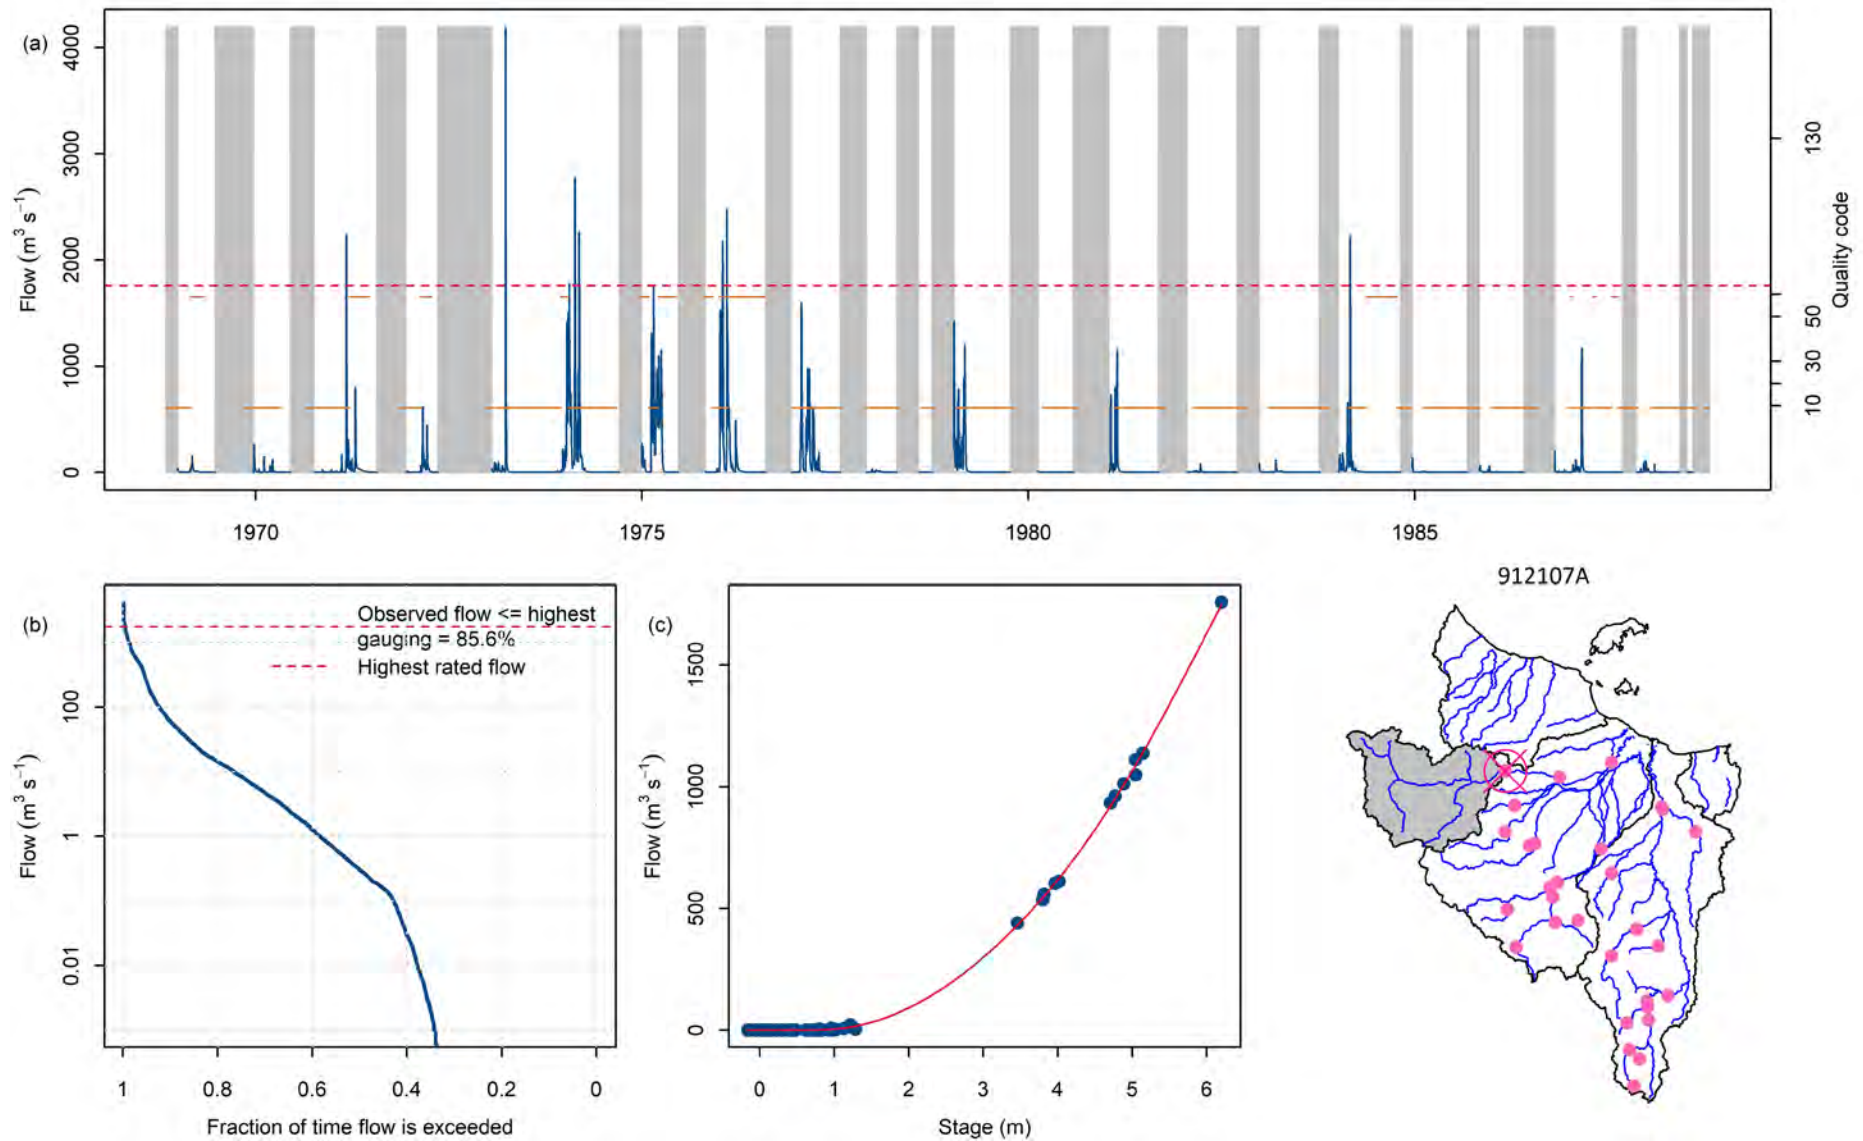 (a)
4000
3000
2000
1000
0
Flow (m³ s⁻¹)
130
50
30
10
Quality code
1970
1975
1980
1985
(b)
Observed flow <= highest
gauging = 85.6%
Highest rated flow
100
1
0.01
Flow (m³ s⁻¹)
1
0.8
0.6
0.4
0.2
0
Fraction of time flow is exceeded
(c)
1500
1000
500
0
Flow (m³ s⁻¹)
0
1
2
3
4
5
6
Stage (m)
912107A